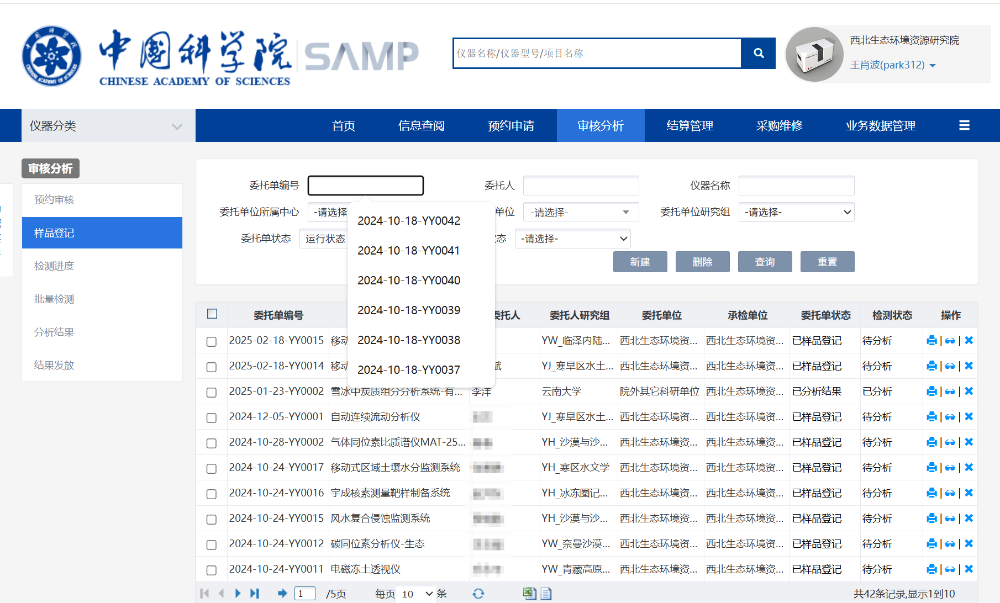 中国科学院
CHINESE ACADEMY OF SCIENCES
SAMP
仪器名称/仪器型号/项目名称
西北生态环境资源研究院
王肖波(park312)
仪器分类
首页 信息查阅 预约申请 审核分析 结算管理 采购维修 业务数据管理
审核分析
预约审核
样品登记
检测进度
批量检测
分析结果
结果发放
委托单编号 委托人 仪器名称
委托单位所属中心 -请选择 单位 -请选择- 委托单位研究组 -请选择-
委托单状态 运行状态 态 -请选择-
新建 删除 查询 重置
2024-10-18-YY0042
2024-10-18-YY0041
2024-10-18-YY0040
2024-10-18-YY0039
2024-10-18-YY0038
2024-10-18-YY0037
委托单编号 委托人 委托人研究组 委托单位 承检单位 委托单状态 检测状态 操作
2025-02-18-YY0015 移动 YW_临泽内陆... 西北生态环境资... 西北生态环境资... 已样品登记 待分析 | |
2025-02-18-YY0014 移动 斌 YJ_寒旱区水土... 西北生态环境资... 西北生态环境资... 已样品登记 待分析 | |
2025-01-23-YY0002 雪冰中炭质组分分析系统-有... 李洋 云南大学 院外其它科研单位 西北生态环境资... 已分析结果 已分析 | |
2024-12-05-YY0001 自动连续流动分析仪 YJ_寒旱区水土... 西北生态环境资... 西北生态环境资... 已样品登记 待分析 | |
2024-10-28-YY0002 气体同位素比质谱仪MAT-25... YH_沙漠与沙... 西北生态环境资... 西北生态环境资... 已样品登记 待分析 | |
2024-10-24-YY0017 移动式区域土壤水分监测系统 YH_寒区水文学 西北生态环境资... 西北生态环境资... 已样品登记 待分析 | |
2024-10-24-YY0016 宇成核素测量靶样制备系统 YH_冰冻圈记... 西北生态环境资... 西北生态环境资... 已样品登记 待分析 | |
2024-10-24-YY0015 风水复合侵蚀监测系统 YH_沙漠与沙... 西北生态环境资... 西北生态环境资... 已样品登记 待分析 | |
2024-10-24-YY0012 碳同位素分析仪-生态 YW_奈曼沙漠... 西北生态环境资... 西北生态环境资... 已样品登记 待分析 | |
2024-10-24-YY0011 电磁冻土透视仪 YW_青藏高原... 西北生态环境资... 西北生态环境资... 已样品登记 待分析 | |
1 /5页 每页 10 条 共42条记录,显示1到10